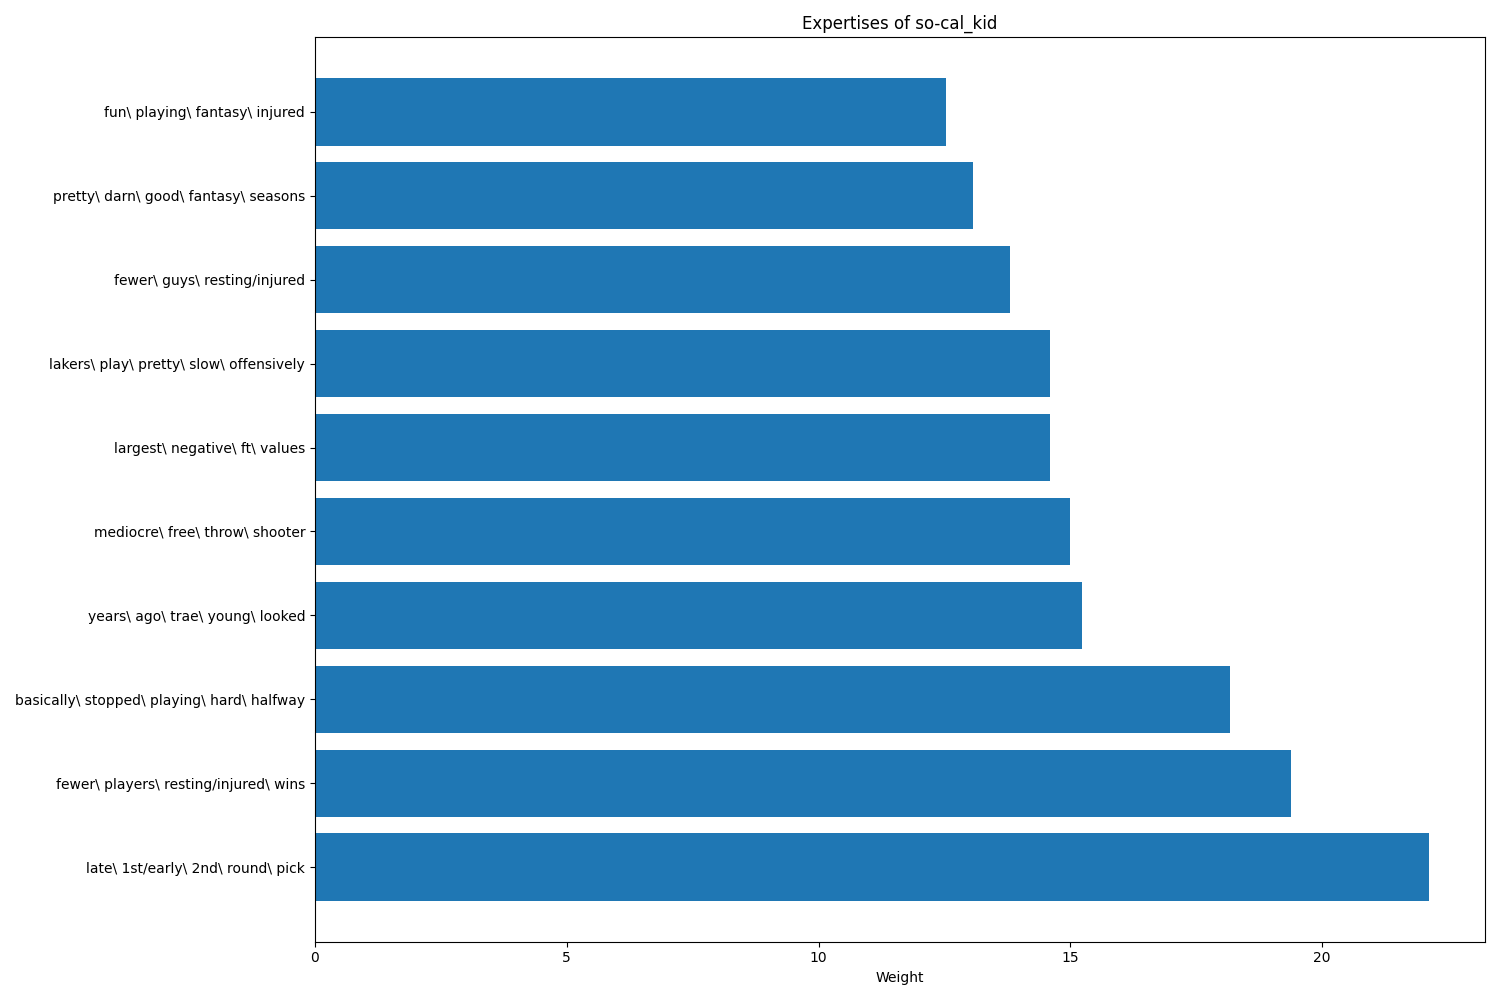 Expertises of so-cal_kid
fun\ playing\ fantasy\ injured
pretty\ darn\ good\ fantasy\ seasons
fewer\ guys\ resting/injured
lakers\ play\ pretty\ slow\ offensively
largest\ negative\ ft\ values
mediocre\ free\ throw\ shooter
years\ ago\ trae\ young\ looked
basically\ stopped\ playing\ hard\ halfway
fewer\ players\ resting/injured\ wins
late\ 1st/early\ 2nd\ round\ pick
0 5 10 15 20
Weight